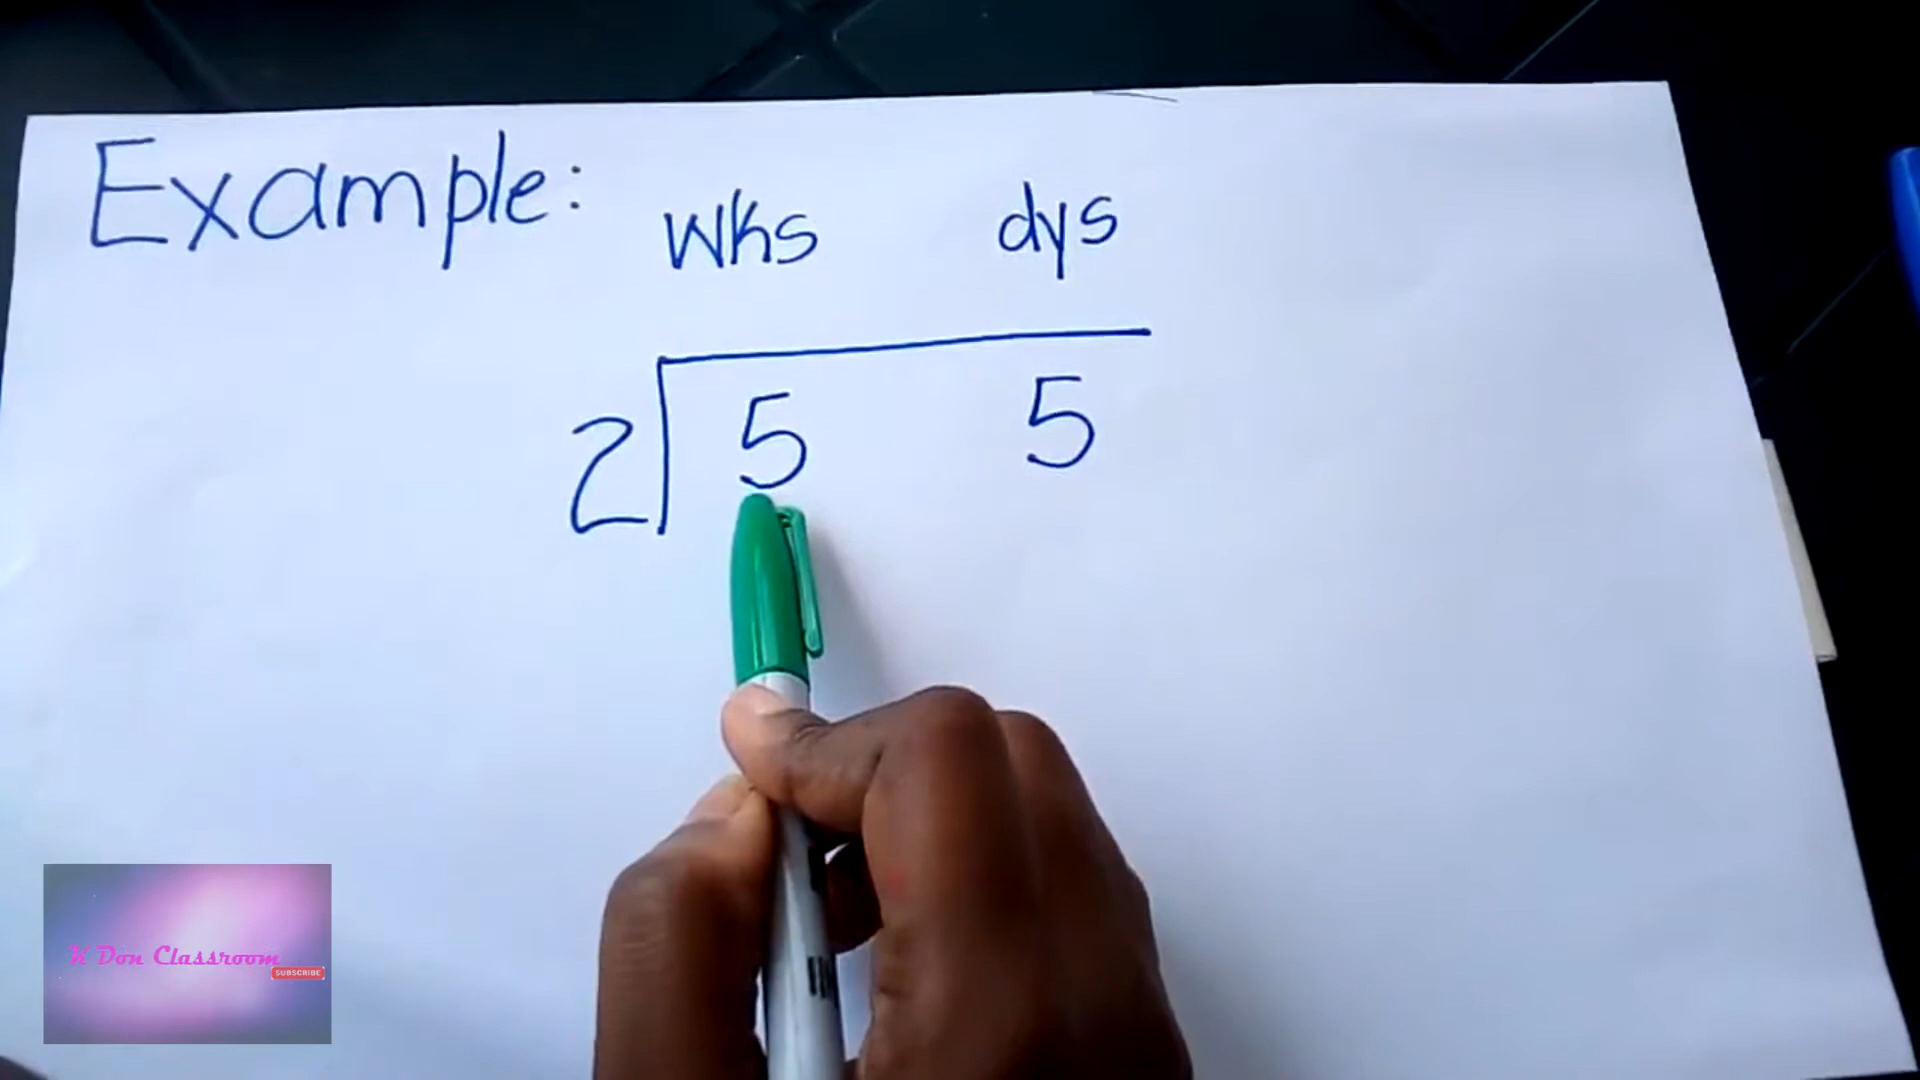 Example:
wks dys
2 5 5
K Don Classroom
SUBSCRIBE